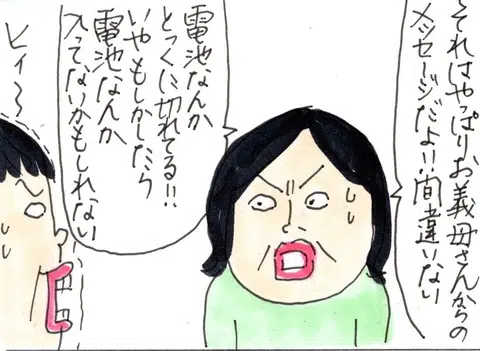 それはやっぱりお義母さんからの
メッセージだよ!!間違いない
電池なんか
とっくに切れてる!!
いやもしかしたら
電池なんか
入ってないかもしれない
ヒィ〜